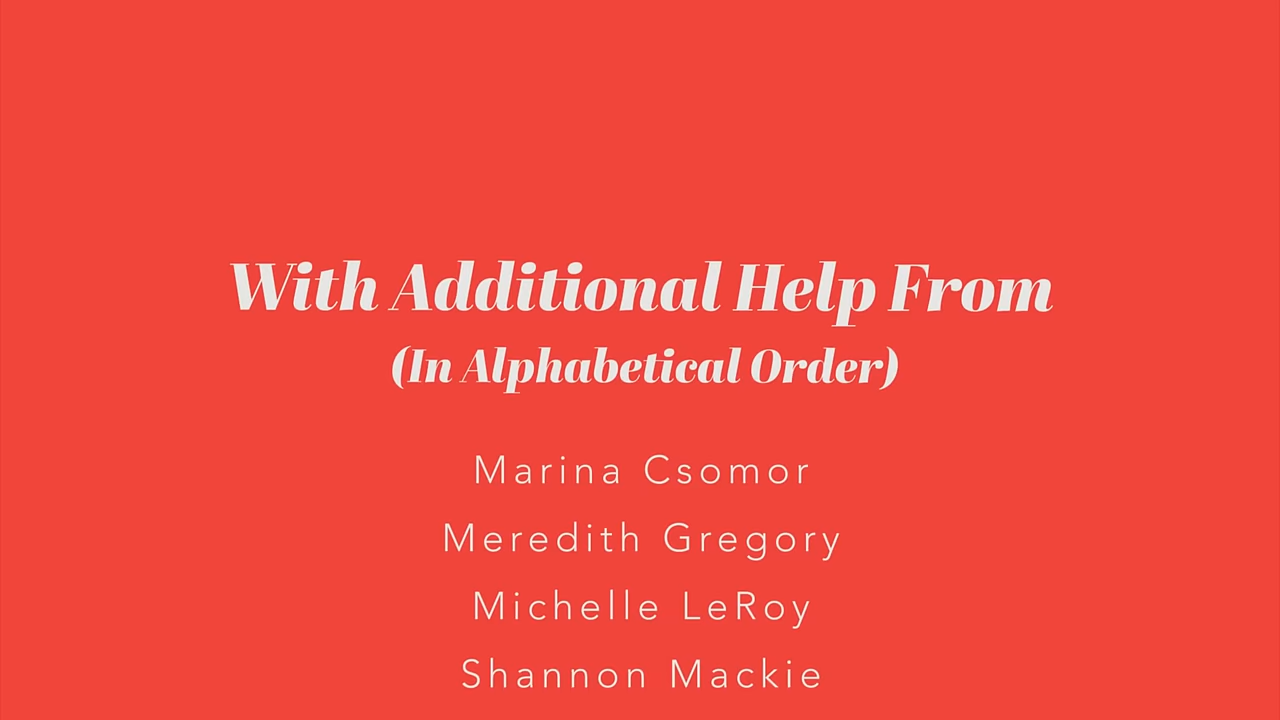 With Additional Help From
(In Alphabetical Order)
Marina Csomor
Meredith Gregory
Michelle LeRoy
Shannon Mackie